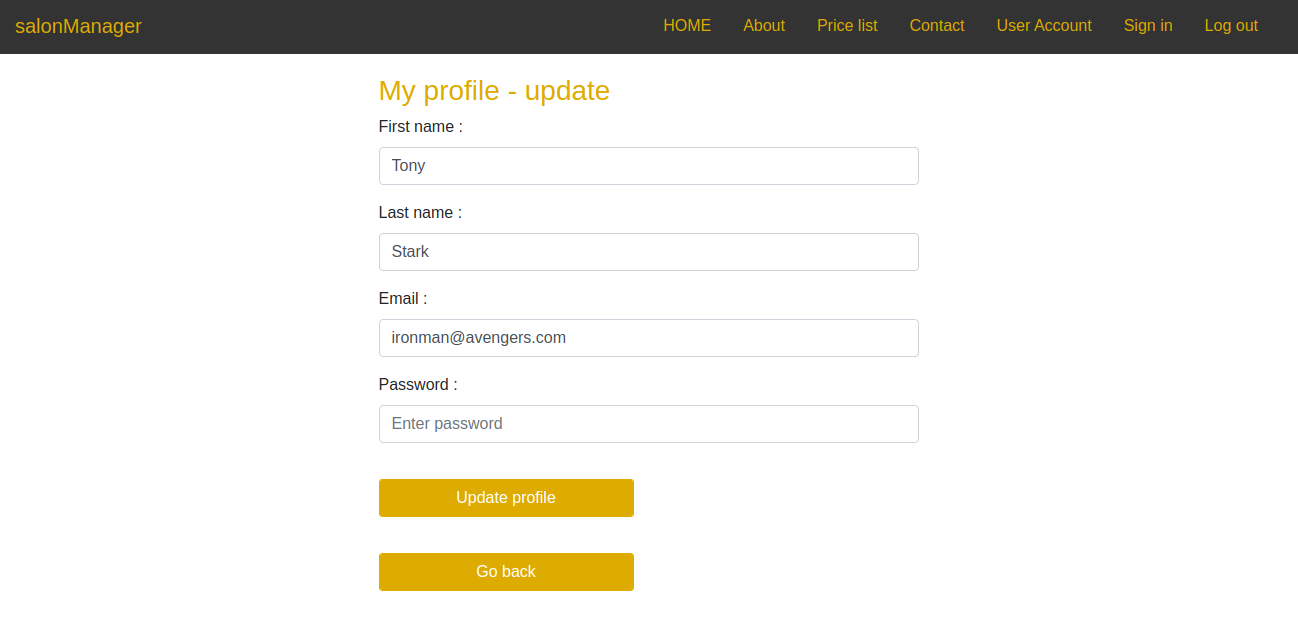 salonManager HOME About Price list Contact User Account Sign in Log out
My profile - update
First name :
Tony
Last name :
Stark
Email :
ironman@avengers.com
Password :
Enter password
Update profile
Go back